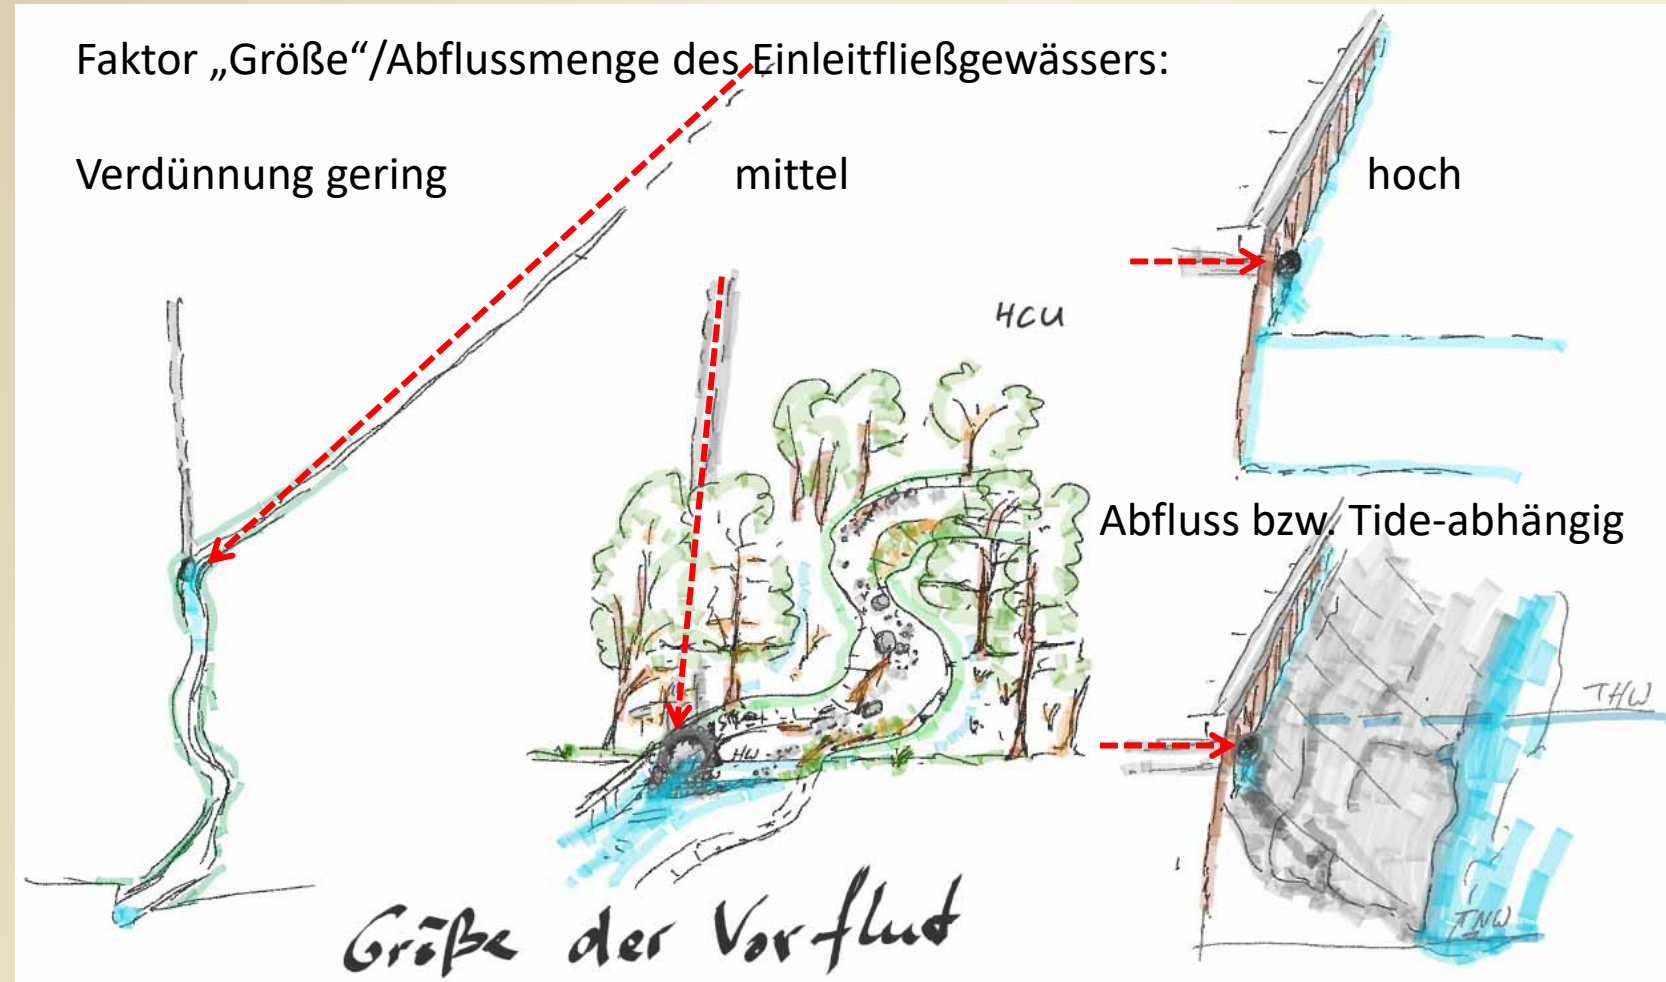 Faktor „Größe“/Abflussmenge des Einleitfließgewässers:
Verdünnung gering
mittel
hoch
HCU
Abfluss bzw. Tide-abhängig
THW
HW
TNW
Größe der Vorflut